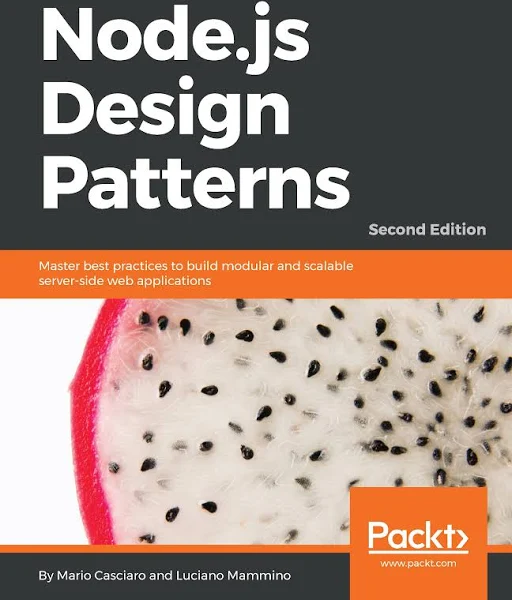 Node.js
Design
Patterns
Second Edition
Master best practices to build modular and scalable
server-side web applications
Packt>
www.packt.com
By Mario Casciaro and Luciano Mammino